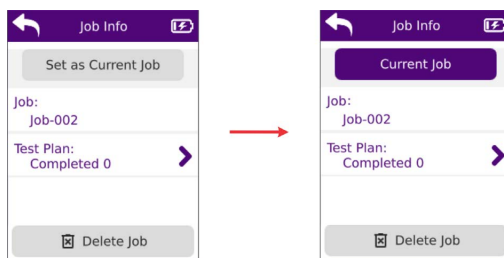 Job Info
Set as Current Job
Job:
Job-002
Test Plan:
Completed 0
Delete Job
Job Info
Current Job
Job:
Job-002
Test Plan:
Completed 0
Delete Job